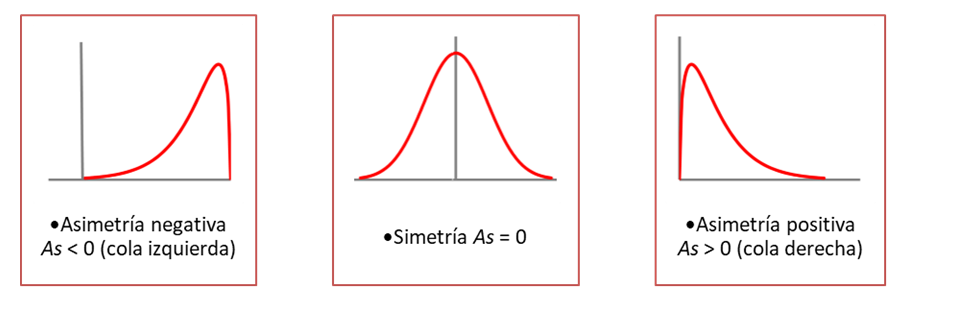 •Asimetría negativa
As < 0 (cola izquierda)
•Simetría As = 0
•Asimetría positiva
As > 0 (cola derecha)